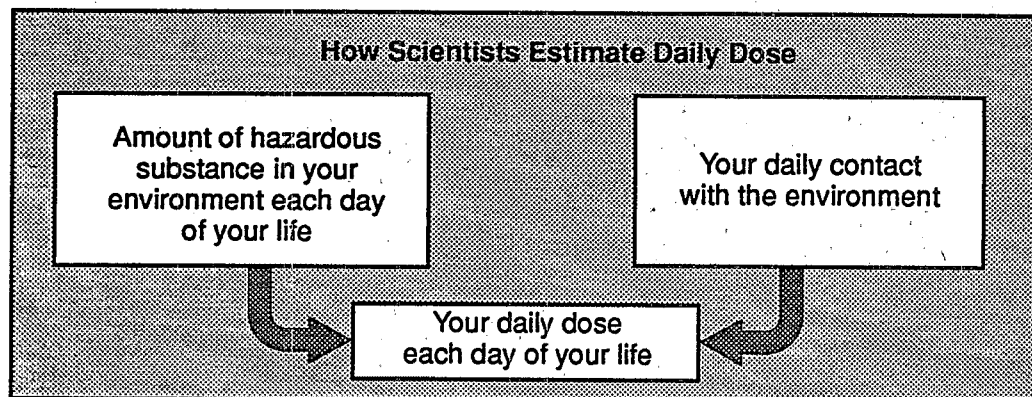 How Scientists Estimate Daily Dose
Amount of hazardous
substance in your
environment each day
of your life
Your daily contact
with the environment
Your daily dose
each day of your life